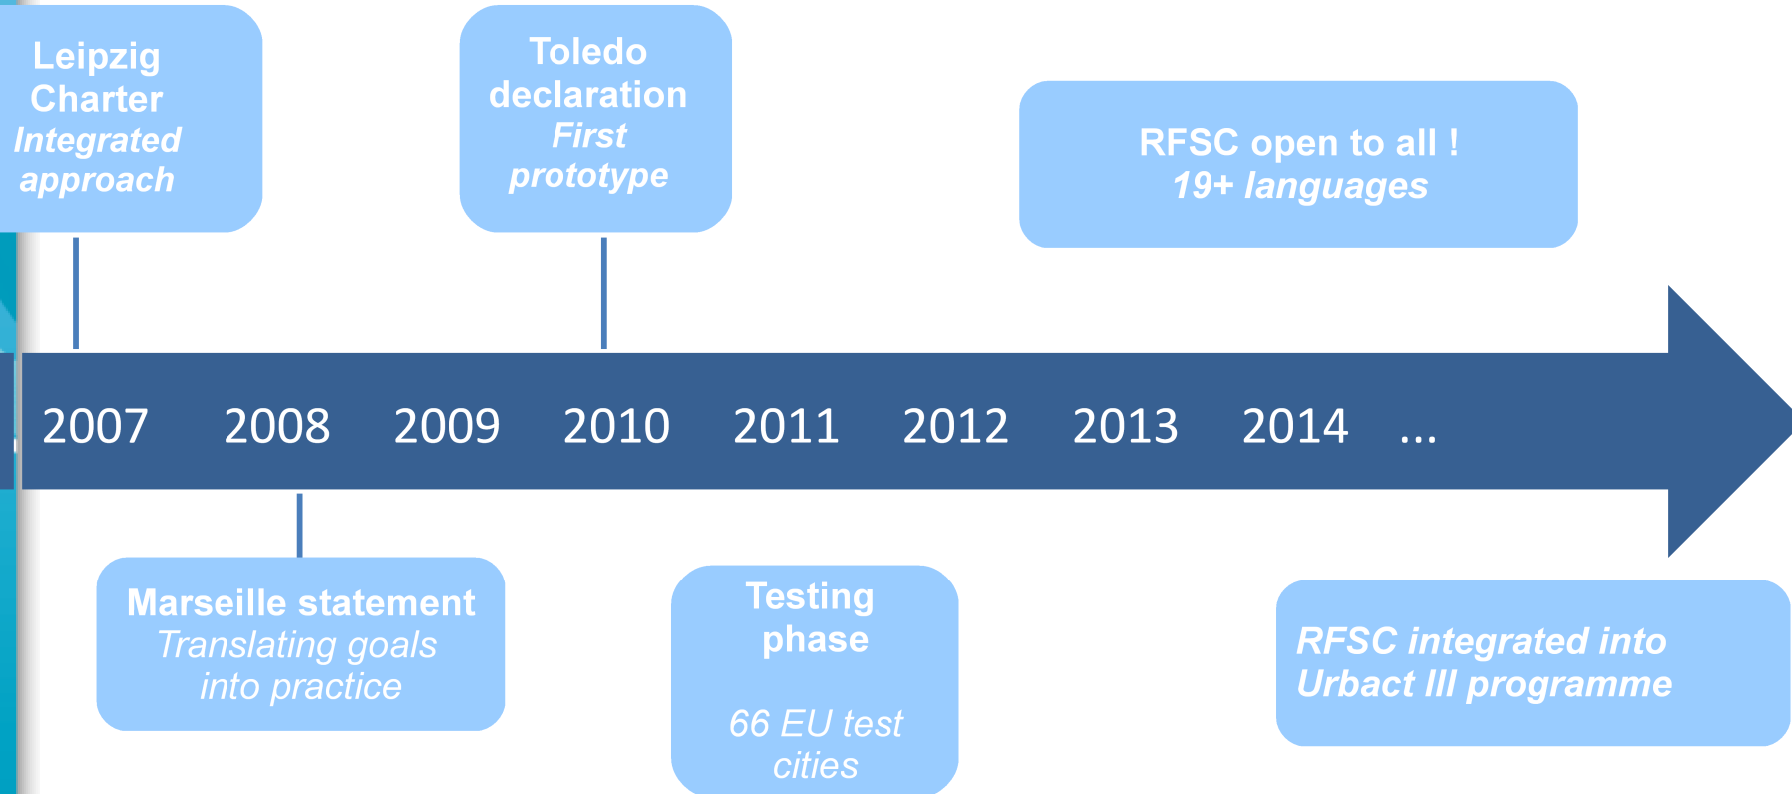 Leipzig
Charter
Integrated
approach
Toledo
declaration
First
prototype
RFSC open to all !
19+ languages
2007 2008 2009 2010 2011 2012 2013 2014 ...
Marseille statement
Translating goals
into practice
Testing
phase
66 EU test
cities
RFSC integrated into
Urbact III programme